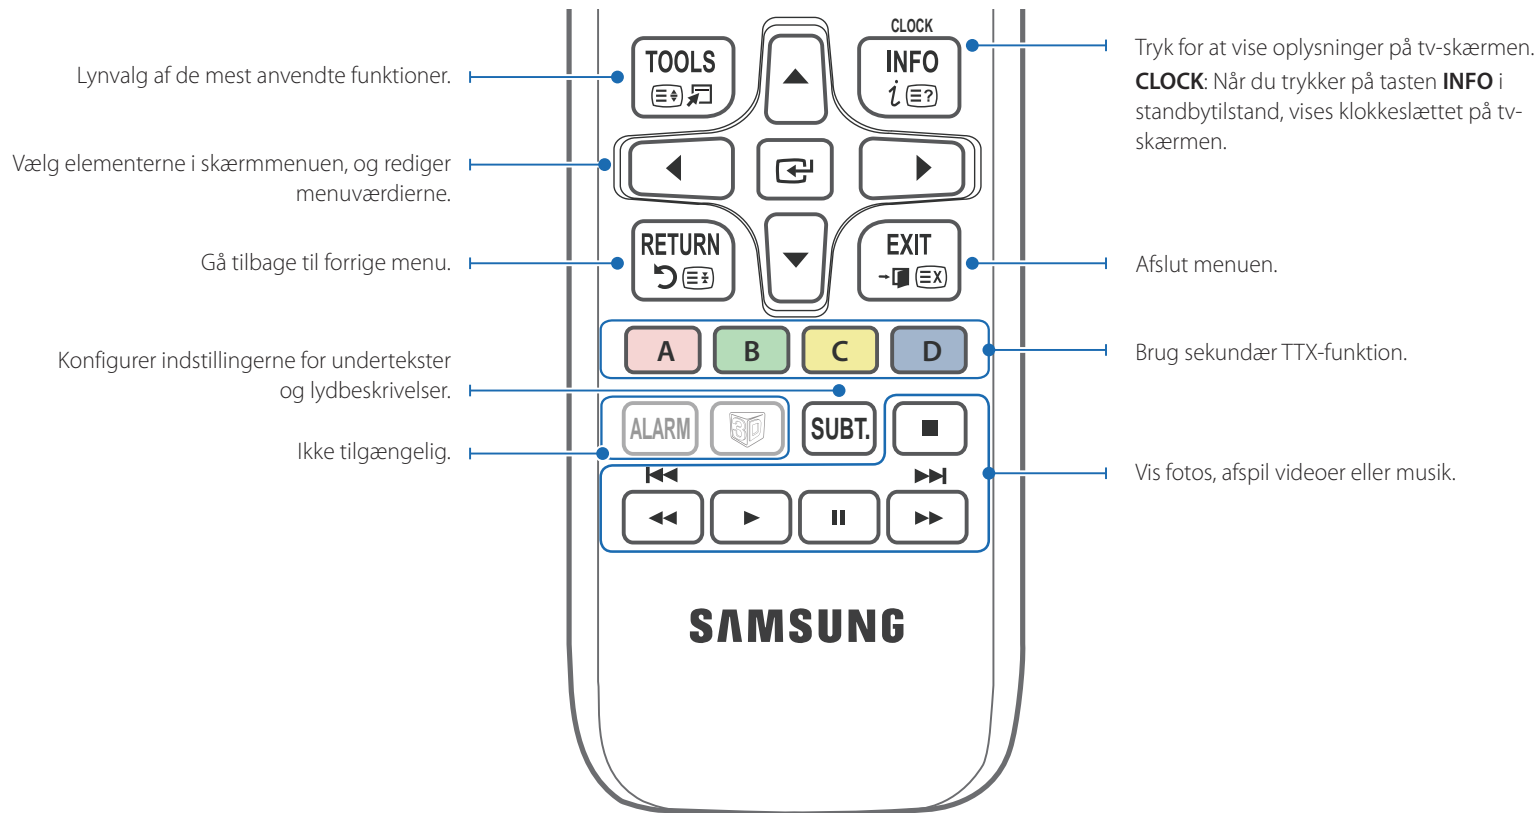 CLOCK
TOOLS
INFO
Lynvalg af de mest anvendte funktioner.
Tryk for at vise oplysninger på tv-skærmen.
CLOCK: Når du trykker på tasten INFO i
standbytilstand, vises klokkeslættet på tv-
skærmen.
Vælg elementerne i skærmmenuen, og rediger
menuværdierne.
RETURN
EXIT
Gå tilbage til forrige menu.
Afslut menuen.
A B C D
Brug sekundær TTX-funktion.
Konfigurer indstillingerne for undertekster
og lydbeskrivelser.
ALARM 3D SUBT.
Ikke tilgængelig.
Vis fotos, afspil videoer eller musik.
SAMSUNG